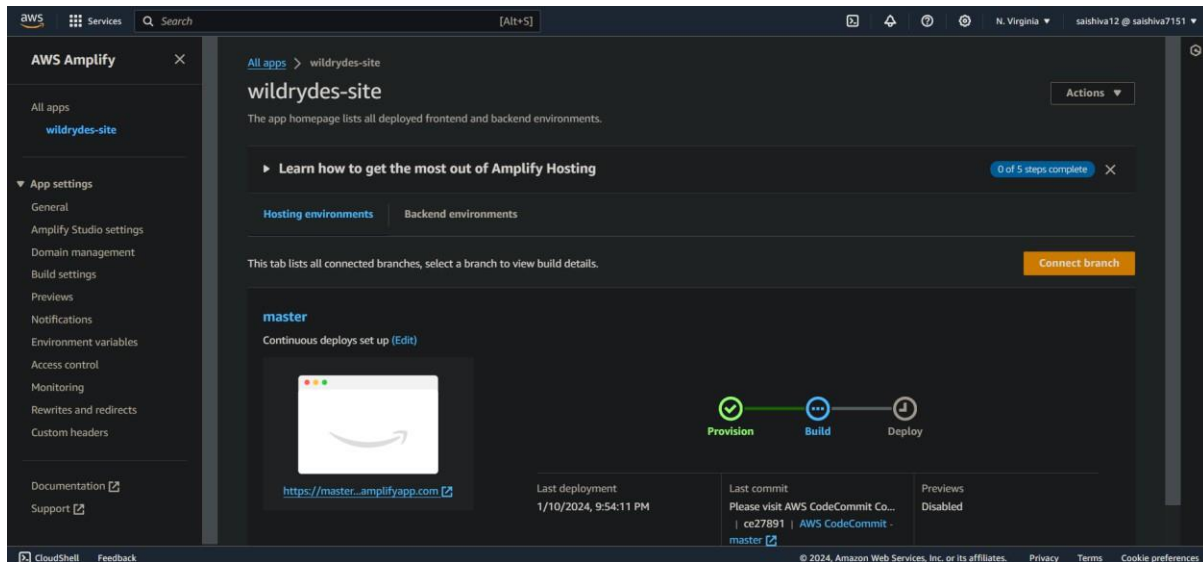 aws Services Search [Alt+S] N. Virginia ▼ saishiva12 @ saishiva7151 ▼
AWS Amplify
All apps
wildrydes-site
▼ App settings
General
Amplify Studio settings
Domain management
Build settings
Previews
Notifications
Environment variables
Access control
Monitoring
Rewrites and redirects
Custom headers
Documentation
Support
All apps > wildrydes-site
wildrydes-site
Actions ▼
The app homepage lists all deployed frontend and backend environments.
Learn how to get the most out of Amplify Hosting
0 of 5 steps complete
Hosting environments Backend environments
This tab lists all connected branches, select a branch to view build details.
Connect branch
master
Continuous deploys set up (Edit)
https://master...amplifyapp.com
Provision Build Deploy
Last deployment
1/10/2024, 9:54:11 PM
Last commit
Please visit AWS CodeCommit Co...
| ce27891 | AWS CodeCommit -
master
Previews
Disabled
CloudShell Feedback © 2024, Amazon Web Services, Inc. or its affiliates. Privacy Terms Cookie preferences